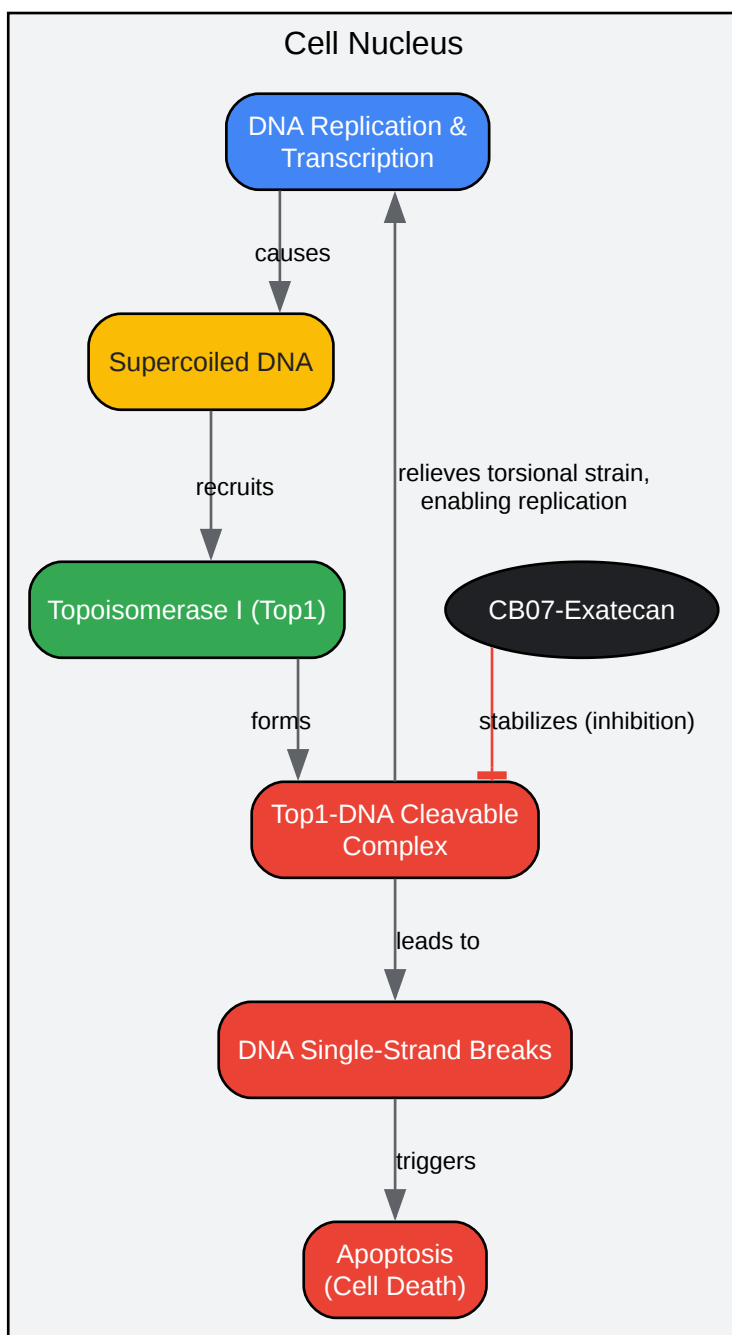 Cell Nucleus
DNA Replication &
Transcription
causes
Supercoiled DNA
recruits
relieves torsional strain,
enabling replication
Topoisomerase I (Top1)
CB07-Exatecan
forms
stabilizes (inhibition)
Top1-DNA Cleavable
Complex
leads to
DNA Single-Strand Breaks
triggers
Apoptosis
(Cell Death)